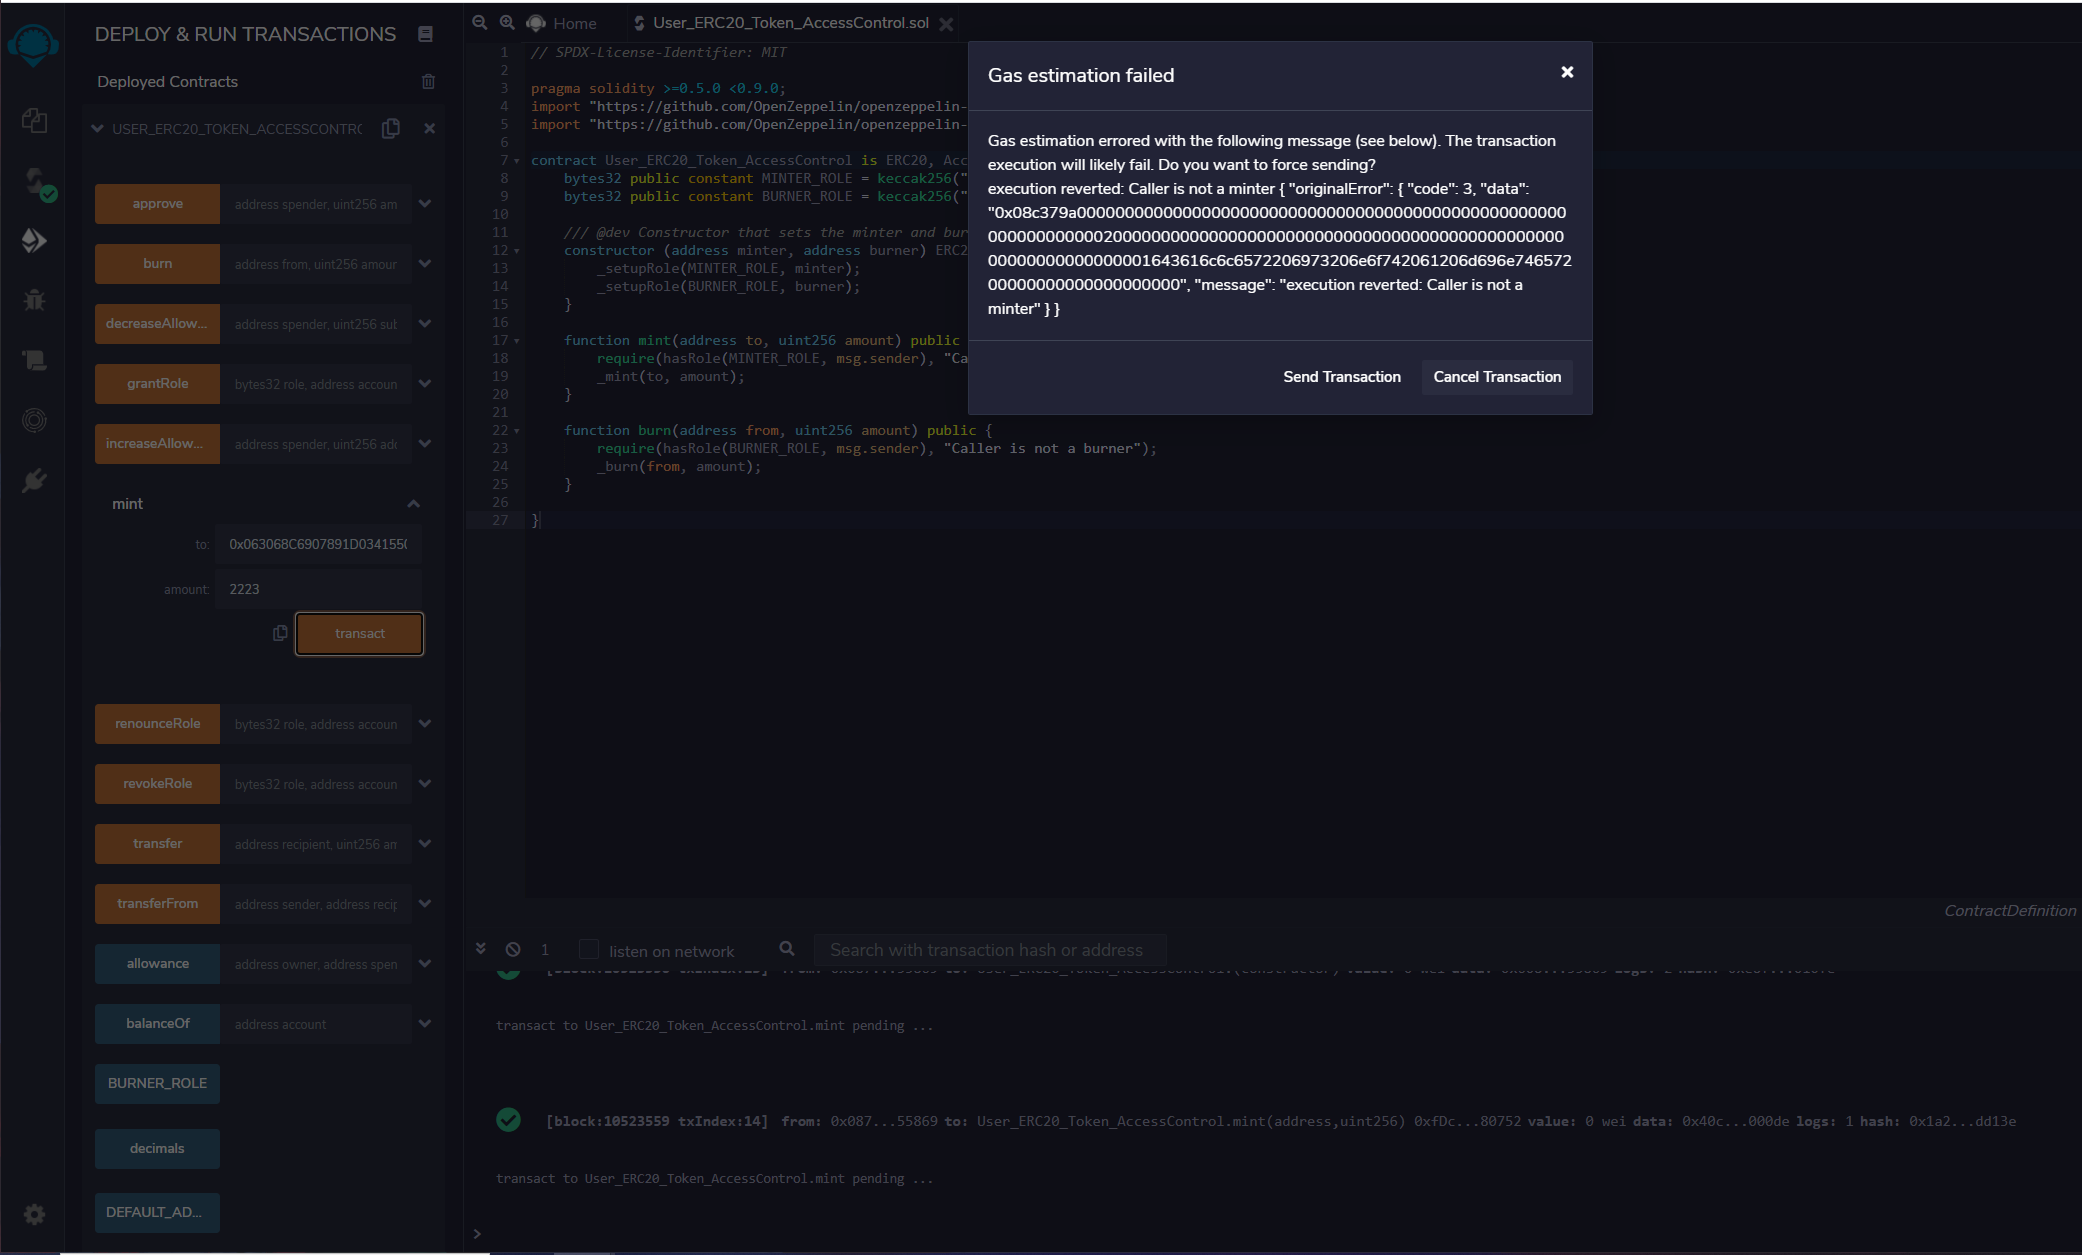 DEPLOY & RUN TRANSACTIONS
Deployed Contracts
USER_ERC20_TOKEN_ACCESSCONTRC
approve address spender, uint256 am
burn address from, uint256 amour
decreaseAllow... address spender, uint256 sut
grantRole bytes32 role, address accoun
increaseAllow... address spender, uint256 adc
mint
to: 0x063068C6907891D034155(
amount: 2223
transact
renounceRole bytes32 role, address accoun
revokeRole bytes32 role, address accoun
transfer address recipient, uint256 am
transferFrom address sender, address recip
allowance address owner, address spen
balanceOf address account
BURNER_ROLE
decimals
DEFAULT_AD...
Home User_ERC20_Token_AccessControl.sol
1 // SPDX-License-Identifier: MIT
2
3 pragma solidity >=0.5.0 <0.9.0;
4 import "https://github.com/OpenZeppelin/openzeppelin-
5 import "https://github.com/OpenZeppelin/openzeppelin-
6
7 contract User_ERC20_Token_AccessControl is ERC20, Acc
8 bytes32 public constant MINTER_ROLE = keccak256("
9 bytes32 public constant BURNER_ROLE = keccak256("
10
11 /// @dev Constructor that sets the minter and bur
12 constructor (address minter, address burner) ERC2
13 _setupRole(MINTER_ROLE, minter);
14 _setupRole(BURNER_ROLE, burner);
15 }
16
17 function mint(address to, uint256 amount) public
18 require(hasRole(MINTER_ROLE, msg.sender), "Ca
19 _mint(to, amount);
20 }
21
22 function burn(address from, uint256 amount) public {
23 require(hasRole(BURNER_ROLE, msg.sender), "Caller is not a burner");
24 _burn(from, amount);
25 }
26
27 }
Gas estimation failed
Gas estimation errored with the following message (see below). The transaction
execution will likely fail. Do you want to force sending?
execution reverted: Caller is not a minter { "originalError": { "code": 3, "data":
"0x08c379a00000000000000000000000000000000000000000000000000000
00000000000020000000000000000000000000000000000000000000000000
00000000000000001643616c6c6572206973206e6f742061206d696e746572
00000000000000000000", "message": "execution reverted: Caller is not a
minter" } }
Send Transaction Cancel Transaction
ContractDefinition
1 listen on network Search with transaction hash or address
transact to User_ERC20_Token_AccessControl.mint pending ...
[block:10523559 txIndex:14] from: 0x087...55869 to: User_ERC20_Token_AccessControl.mint(address,uint256) 0xfDc...80752 value: 0 wei data: 0x40c...000de logs: 1 hash: 0x1a2...dd13e
transact to User_ERC20_Token_AccessControl.mint pending ...
>